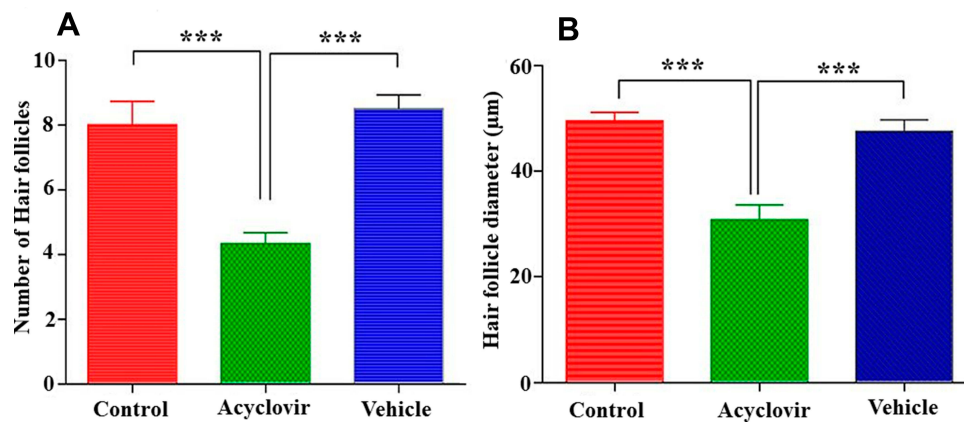 A
Number of Hair follicles
10
8
6
4
2
0
*** ***
Control Acyclovir Vehicle
B
Hair follicle diameter (µm)
60
40
20
0
*** ***
Control Acyclovir Vehicle